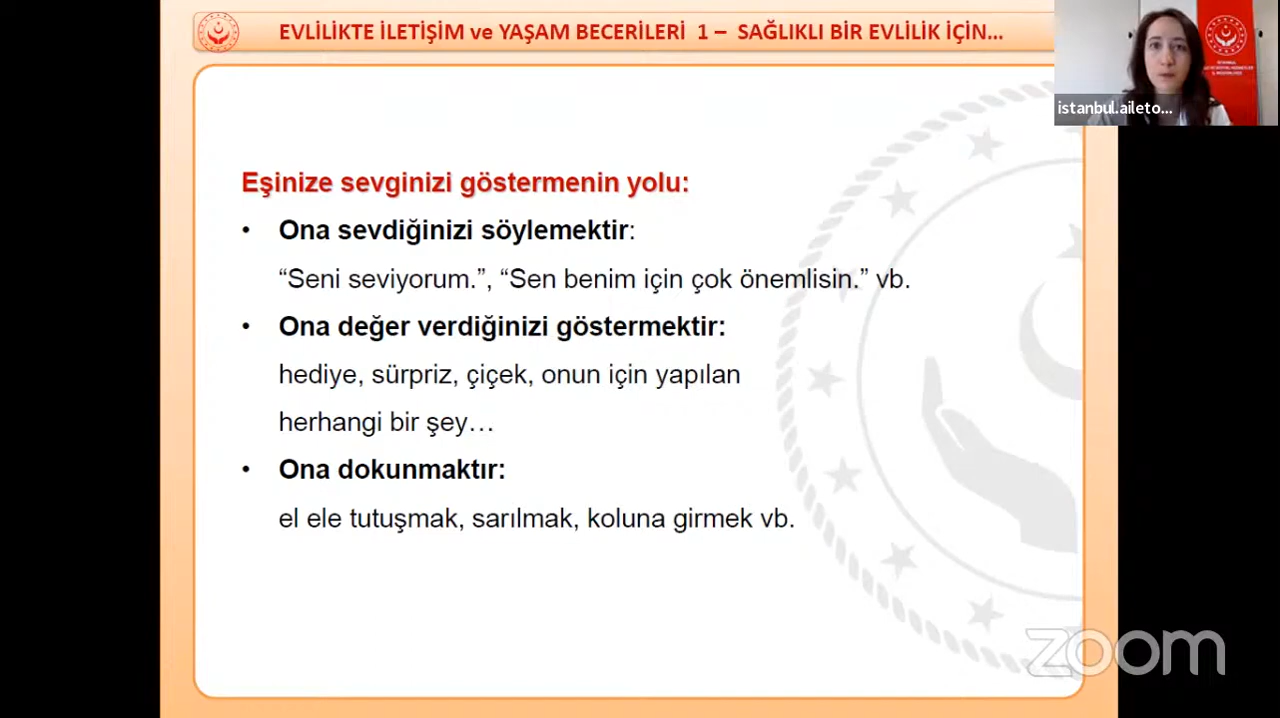 EVLİLİKTE İLETİŞİM ve YAŞAM BECERİLERİ 1 – SAĞLIKLI BİR EVLİLİK İÇİN...
istanbul.aileto...
Eşinize sevginizi göstermenin yolu:
• Ona sevdiğinizi söylemektir:
“Seni seviyorum.”, “Sen benim için çok önemlisin.” vb.
• Ona değer verdiğinizi göstermektir:
hediye, sürpriz, çiçek, onun için yapılan
herhangi bir şey…
• Ona dokunmaktır:
el ele tutuşmak, sarılmak, koluna girmek vb.
zoom